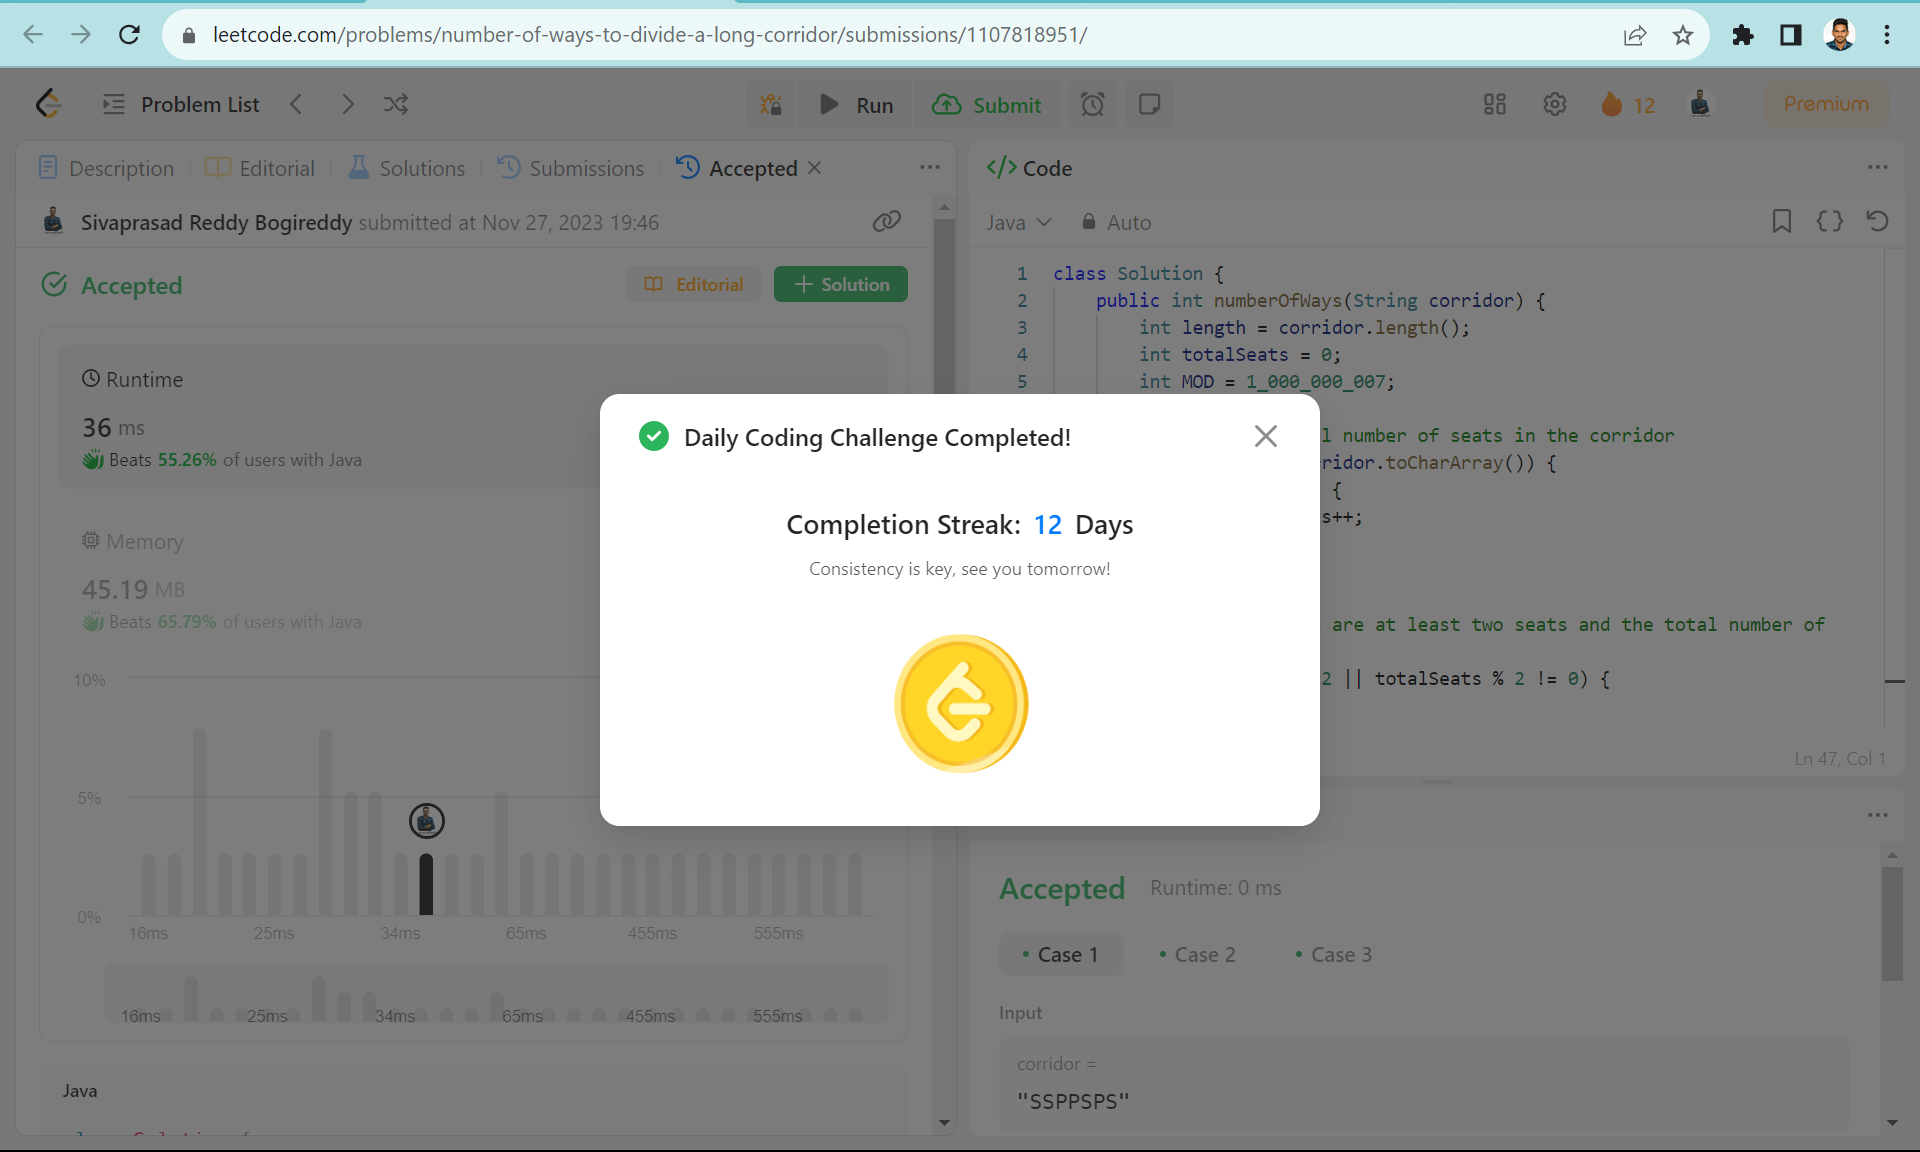 leetcode.com/problems/number-of-ways-to-divide-a-long-corridor/submissions/1107818951/
Problem List
Run
Submit
12
Premium
Description
Editorial
Solutions
Submissions
Accepted
Sivaprasad Reddy Bogireddy submitted at Nov 27, 2023 19:46
Accepted
Editorial
Solution
Runtime
36 ms
Beats 55.26% of users with Java
Memory
45.19 MB
Beats 65.79% of users with Java
10%
5%
0%
16ms 25ms 34ms 65ms 455ms 555ms
16ms 25ms 34ms 65ms 455ms 555ms
Java
Daily Coding Challenge Completed!
Completion Streak: 12 Days
Consistency is key, see you tomorrow!
</> Code
Java Auto
1 class Solution {
2 public int numberOfWays(String corridor) {
3 int length = corridor.length();
4 int totalSeats = 0;
5 int MOD = 1_000_000_007;
l number of seats in the corridor
ridor.toCharArray()) {
{
s++;
are at least two seats and the total number of
2 || totalSeats % 2 != 0) {
Ln 47, Col 1
Accepted Runtime: 0 ms
Case 1 Case 2 Case 3
Input
corridor =
"SSPPSPS"